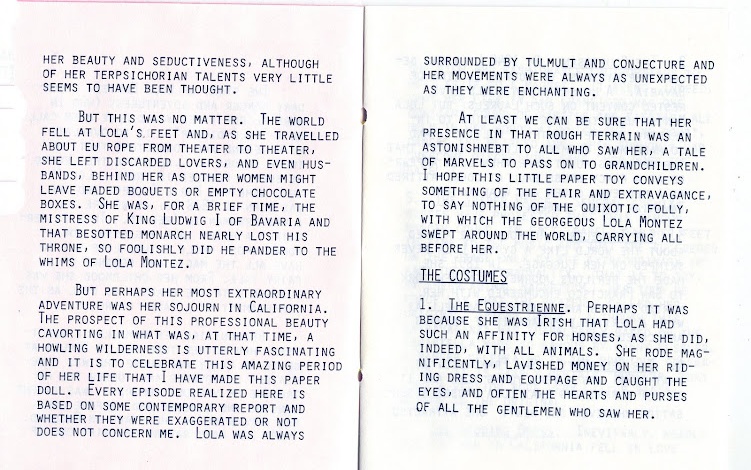 HER BEAUTY AND SEDUCTIVENESS, ALTHOUGH
OF HER TERPSICHORIAN TALENTS VERY LITTLE
SEEMS TO HAVE BEEN THOUGHT.
BUT THIS WAS NO MATTER. THE WORLD
FELL AT LOLA'S FEET AND, AS SHE TRAVELLED
ABOUT EU ROPE FROM THEATER TO THEATER,
SHE LEFT DISCARDED LOVERS, AND EVEN HUS-
BANDS, BEHIND HER AS OTHER WOMEN MIGHT
LEAVE FADED BOQUETS OR EMPTY CHOCOLATE
BOXES. SHE WAS, FOR A BRIEF TIME, THE
MISTRESS OF KING LUDWIG I OF BAVARIA AND
THAT BESOTTED MONARCH NEARLY LOST HIS
THRONE, SO FOOLISHLY DID HE PANDER TO THE
WHIMS OF LOLA MONTEZ.
BUT PERHAPS HER MOST EXTRAORDINARY
ADVENTURE WAS HER SOJOURN IN CALIFORNIA.
THE PROSPECT OF THIS PROFESSIONAL BEAUTY
CAVORTING IN WHAT WAS, AT THAT TIME, A
HOWLING WILDERNESS IS UTTERLY FASCINATING
AND IT IS TO CELEBRATE THIS AMAZING PERIOD
OF HER LIFE THAT I HAVE MADE THIS PAPER
DOLL. EVERY EPISODE REALIZED HERE IS
BASED ON SOME CONTEMPORARY REPORT AND
WHETHER THEY WERE EXAGGERATED OR NOT
DOES NOT CONCERN ME. LOLA WAS ALWAYS
SURROUNDED BY TULMULT AND CONJECTURE AND
HER MOVEMENTS WERE ALWAYS AS UNEXPECTED
AS THEY WERE ENCHANTING.
AT LEAST WE CAN BE SURE THAT HER
PRESENCE IN THAT ROUGH TERRAIN WAS AN
ASTONISHNEBT TO ALL WHO SAW HER, A TALE
OF MARVELS TO PASS ON TO GRANDCHILDREN.
I HOPE THIS LITTLE PAPER TOY CONVEYS
SOMETHING OF THE FLAIR AND EXTRAVAGANCE,
TO SAY NOTHING OF THE QUIXOTIC FOLLY,
WITH WHICH THE GEORGEOUS LOLA MONTEZ
SWEPT AROUND THE WORLD, CARRYING ALL
BEFORE HER.
THE COSTUMES
1. THE EQUESTRIENNE. PERHAPS IT WAS
BECAUSE SHE WAS IRISH THAT LOLA HAD
SUCH AN AFFINITY FOR HORSES, AS SHE DID,
INDEED, WITH ALL ANIMALS. SHE RODE MAG-
NIFICENTLY, LAVISHED MONEY ON HER RID-
ING DRESS AND EQUIPAGE AND CAUGHT THE
EYES, AND OFTEN THE HEARTS AND PURSES
OF ALL THE GENTLEMEN WHO SAW HER.